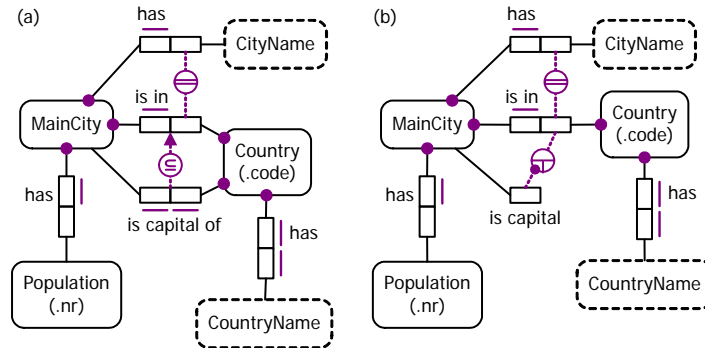 (a)
has
CityName
is in
MainCity
Country
(.code)
has
is capital of
has
Population
(.nr)
CountryName
(b)
has
CityName
is in
MainCity
Country
(.code)
has
is capital
has
Population
(.nr)
CountryName